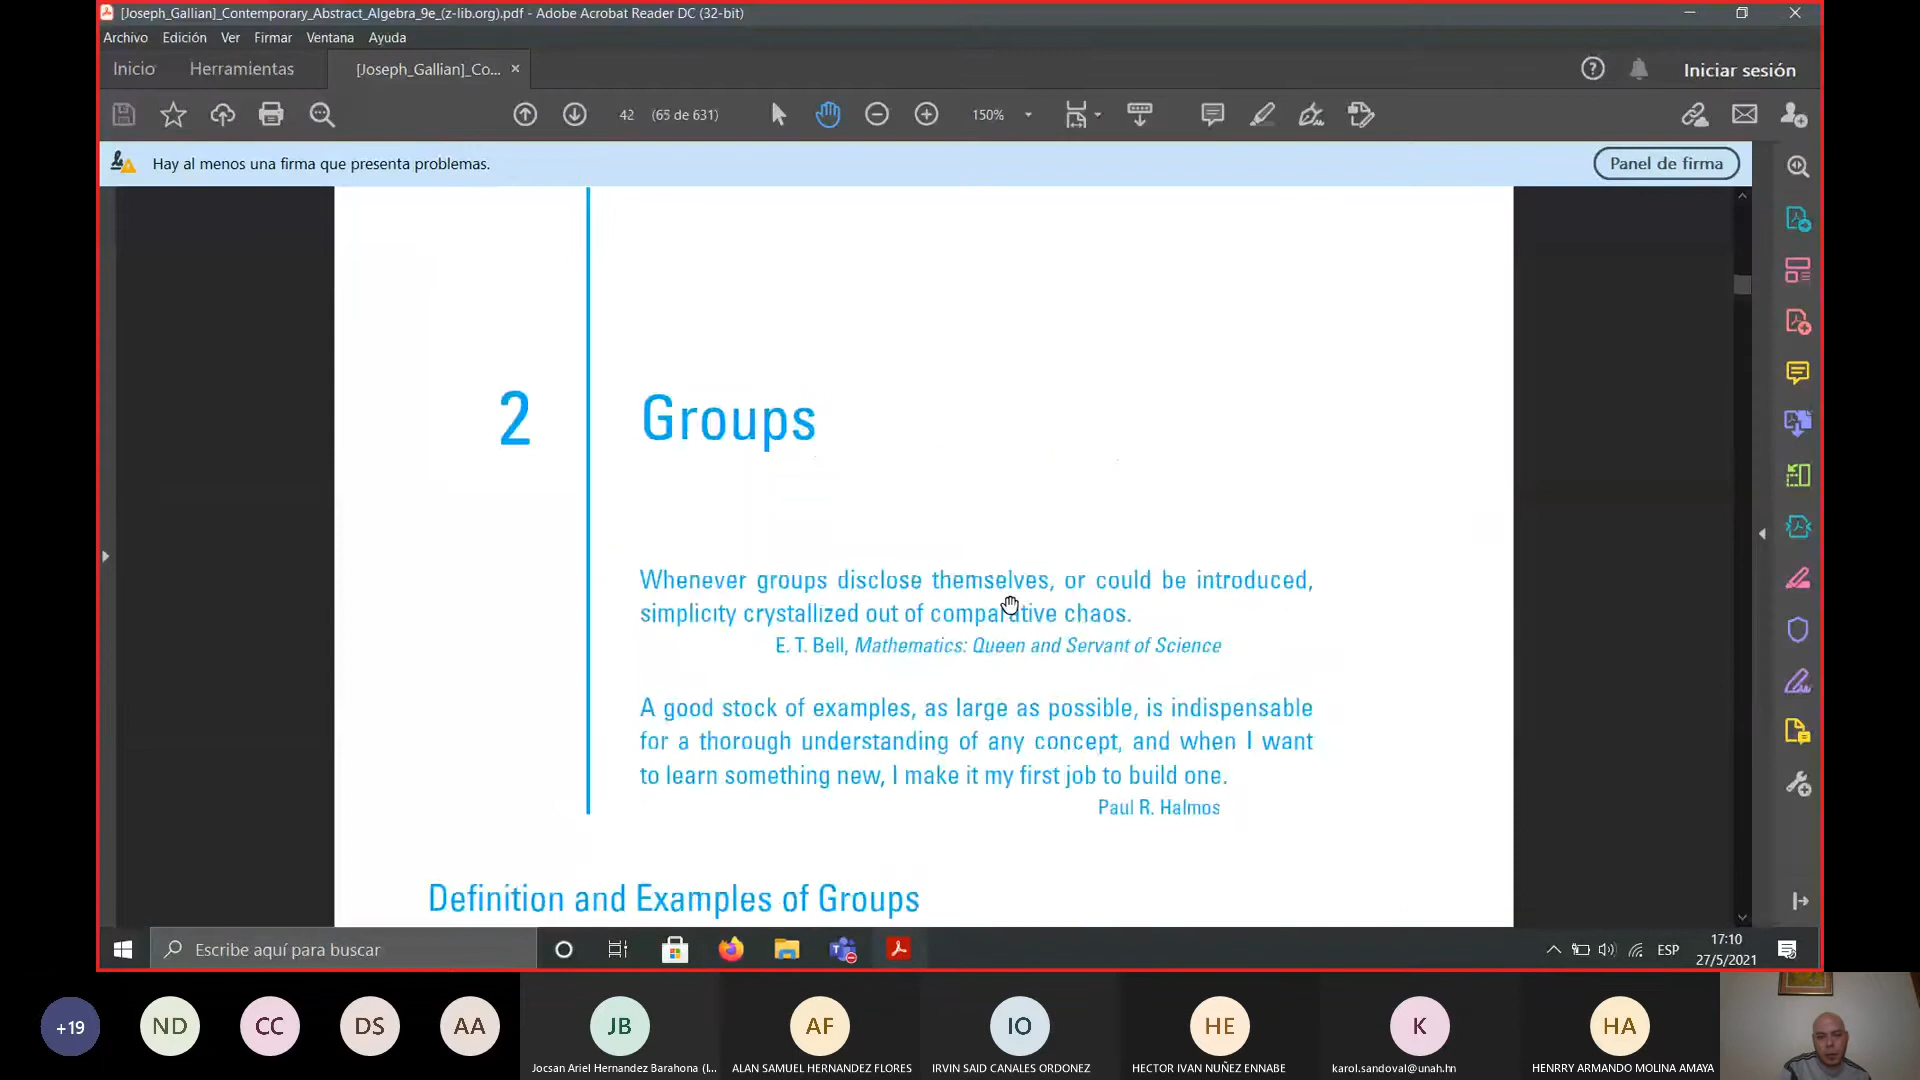 [Joseph_Gallian]_Contemporary_Abstract_Algebra_9e_(z-lib.org).pdf - Adobe Acrobat Reader DC (32-bit)
Archivo Edición Ver Firmar Ventana Ayuda
Inicio Herramientas [Joseph_Gallian]_Co... × Iniciar sesión
42 (65 de 631) 150%
Hay al menos una firma que presenta problemas. Panel de firma
2 Groups
Whenever groups disclose themselves, or could be introduced,
simplicity crystallized out of comparative chaos.
E. T. Bell, Mathematics: Queen and Servant of Science
A good stock of examples, as large as possible, is indispensable
for a thorough understanding of any concept, and when I want
to learn something new, I make it my first job to build one.
Paul R. Halmos
Definition and Examples of Groups
Escribe aquí para buscar
ESP
17:10
27/5/2021
+19 ND CC DS AA JB AF IO HE K HA
Jocsan Ariel Hernandez Barahona (I... ALAN SAMUEL HERNANDEZ FLORES IRVIN SAID CANALES ORDONEZ HECTOR IVAN NUÑEZ ENNABE karol.sandoval@unah.hn HENRRY ARMANDO MOLINA AMAYA